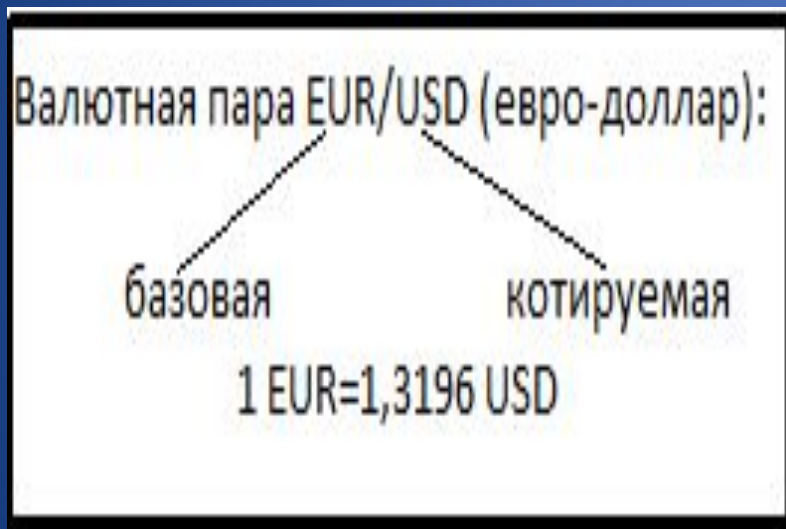 Валютная пара EUR/USD (евро-доллар):
базовая котируемая
1 EUR=1,3196 USD